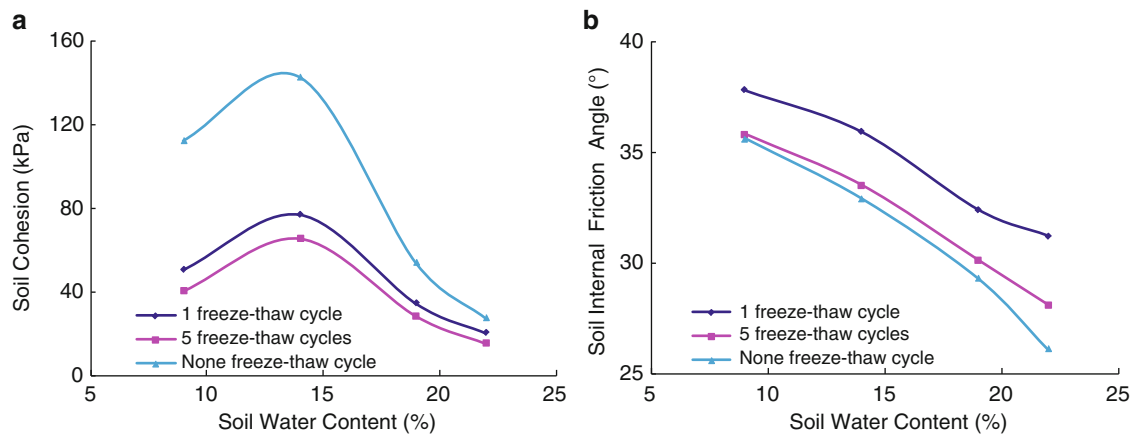 a
160
120
80
40
0
Soil Cohesion (kPa)
1 freeze-thaw cycle
5 freeze-thaw cycles
None freeze-thaw cycle
5 10 15 20 25
Soil Water Content (%)
b
40
35
30
25
Soil Internal Friction Angle (°)
1 freeze-thaw cycle
5 freeze-thaw cycles
None freeze-thaw cycle
5 10 15 20 25
Soil Water Content (%)